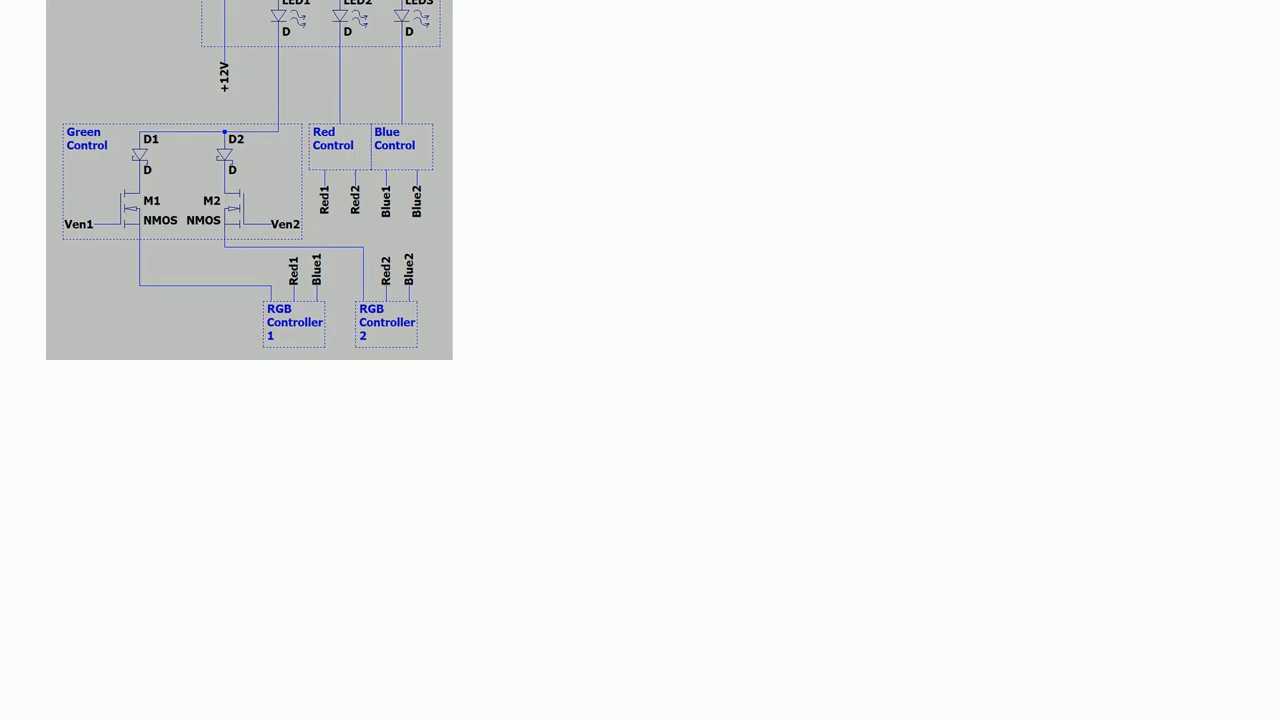 LED1 LED2 LED3
D D D
+12V
Green Control
D1 D2
D D
M1 M2
NMOS NMOS
Ven1 Ven2
Red Control
Blue Control
Red1 Red2 Blue1 Blue2
Red1 Blue1 Red2 Blue2
RGB Controller 1
RGB Controller 2